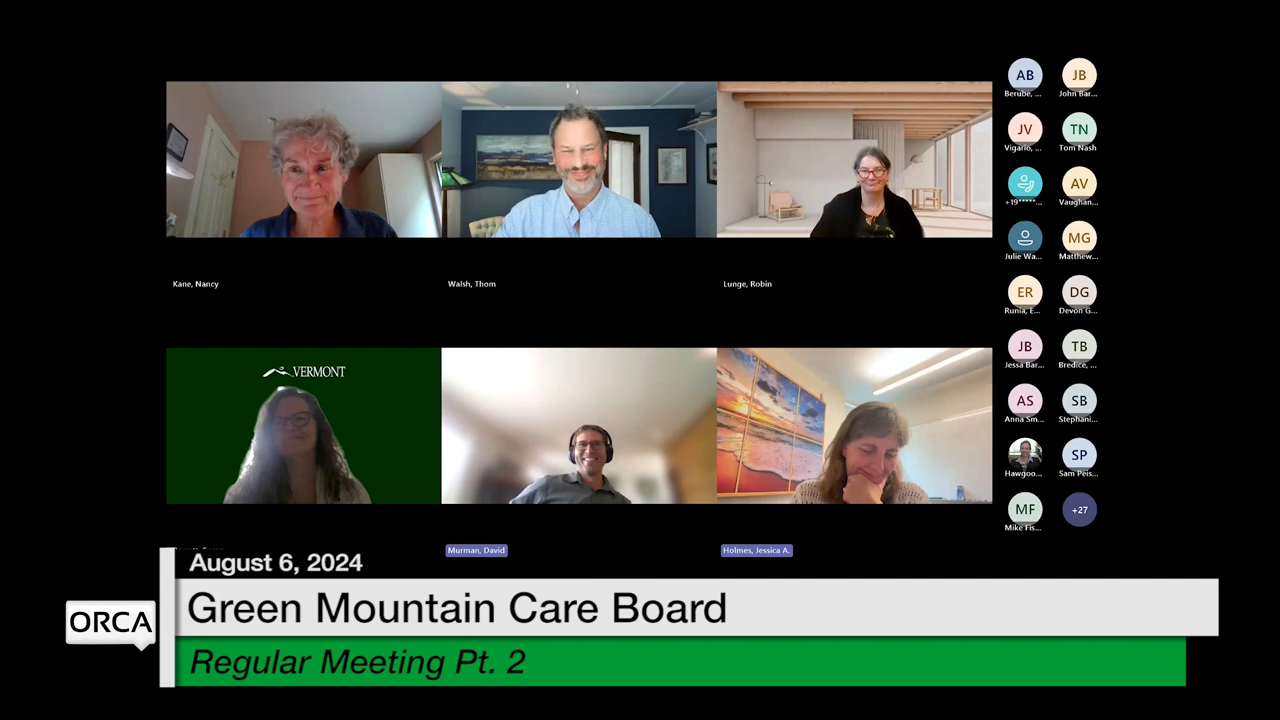 AB
JB
Berube, ...
John Bar...
JV
TN
Vigario, ...
Tom Nash
AV
+19*****...
Vaughan...
MG
Julie Wa...
Matthew...
ER
DG
Runia, E...
Devon G...
JB
TB
Jessa Bar...
Bredice, ...
AS
SB
Anna Sm...
Stephani...
SP
Hawgoo...
Sam Peis...
MF
+27
Mike Fis...
Kane, Nancy
Walsh, Thom
Lunge, Robin
VERMONT
Murman, David
Holmes, Jessica A.
August 6, 2024
Green Mountain Care Board
ORCA
Regular Meeting Pt. 2